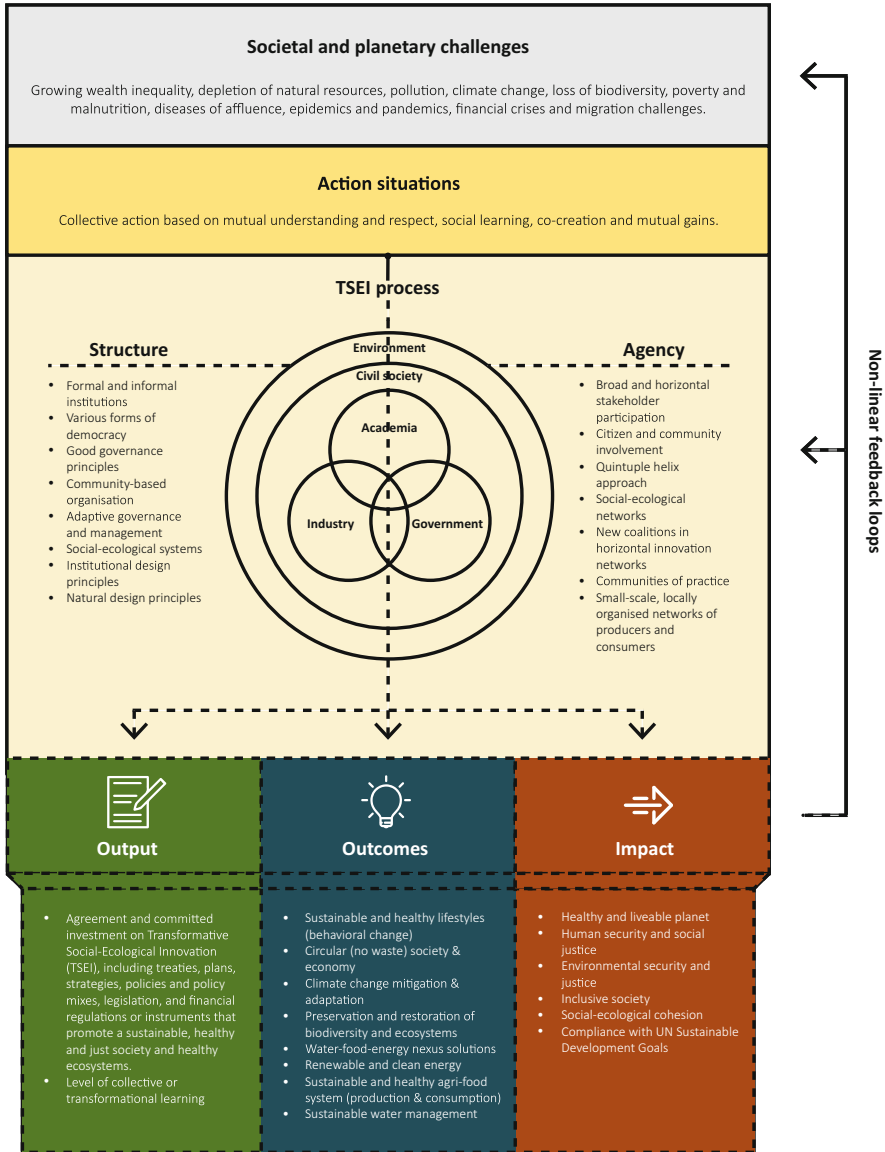 Societal and planetary challenges
Growing wealth inequality, depletion of natural resources, pollution, climate change, loss of biodiversity, poverty and
malnutrition, diseases of affluence, epidemics and pandemics, financial crises and migration challenges.
Action situations
Collective action based on mutual understanding and respect, social learning, co-creation and mutual gains.
TSEI process
Structure
• Formal and informal
institutions
• Various forms of
democracy
• Good governance
principles
• Community-based
organisation
• Adaptive governance
and management
• Social-ecological systems
• Institutional design
principles
• Natural design principles
Environment
Civil society
Academia
Industry
Government
Agency
• Broad and horizontal
stakeholder
participation
• Citizen and community
involvement
• Quintuple helix
approach
• Social-ecological
networks
• New coalitions in
horizontal innovation
networks
• Communities of practice
• Small-scale, locally
organised networks of
producers and
consumers
Non-linear feedback loops
Output
• Agreement and committed
investment on Transformative
Social-Ecological Innovation
(TSEI), including treaties, plans,
strategies, policies and policy
mixes, legislation, and financial
regulations or instruments that
promote a sustainable, healthy
and just society and healthy
ecosystems.
• Level of collective or
transformational learning
Outcomes
• Sustainable and healthy lifestyles
(behavioral change)
• Circular (no waste) society &
economy
• Climate change mitigation &
adaptation
• Preservation and restoration of
biodiversity and ecosystems
• Water-food-energy nexus solutions
• Renewable and clean energy
• Sustainable and healthy agri-food
system (production & consumption)
• Sustainable water management
Impact
• Healthy and liveable planet
• Human security and social
justice
• Environmental security and
justice
• Inclusive society
• Social-ecological cohesion
• Compliance with UN Sustainable
Development Goals